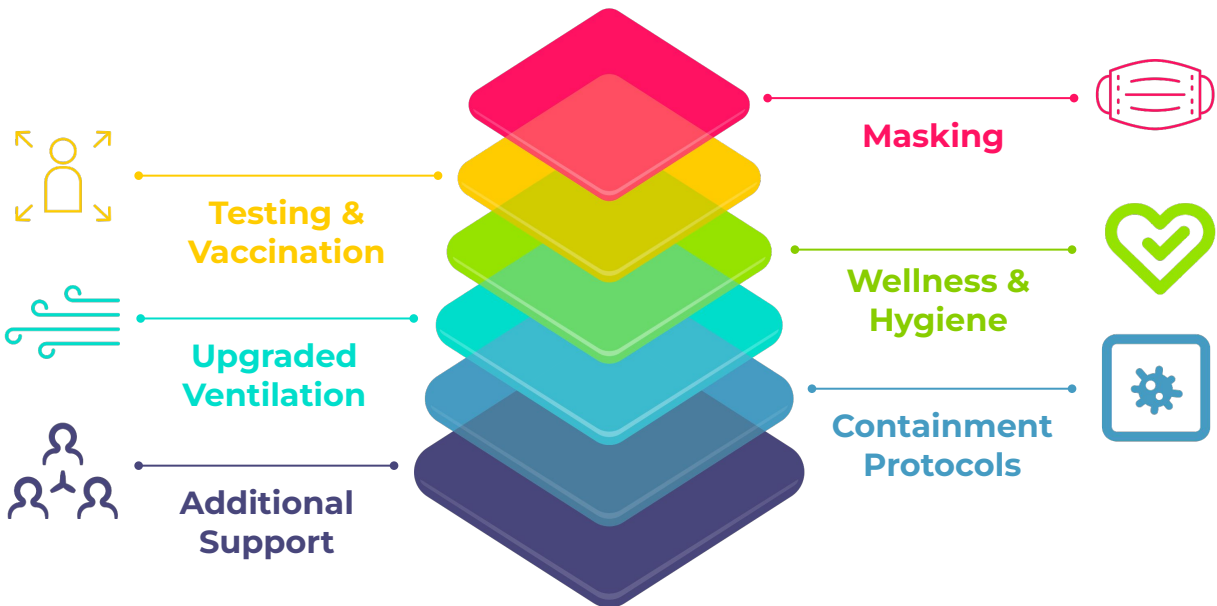 Masking
Testing &
Vaccination
Wellness &
Hygiene
Upgraded
Ventilation
Containment
Protocols
Additional
Support